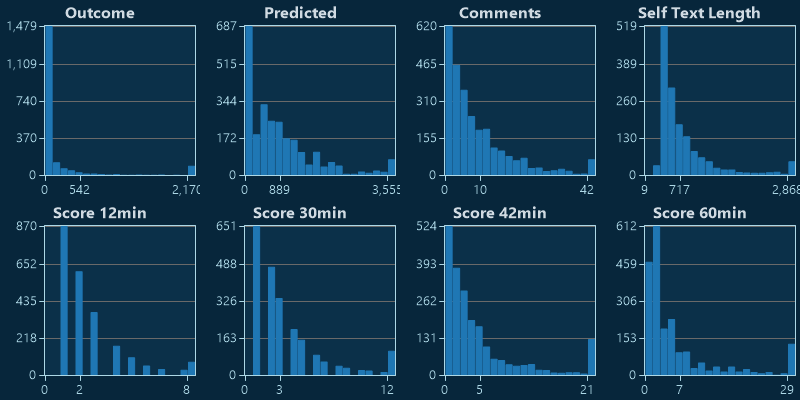 Outcome
1,479
1,109
740
370
0
0 542 2,170
Predicted
687
515
344
172
0
0 889 3,555
Comments
620
465
310
155
0
0 10 42
Self Text Length
519
389
260
130
0
9 717 2,868
Score 12min
870
652
435
218
0
0 2 8
Score 30min
651
488
326
163
0
0 3 12
Score 42min
524
393
262
131
0
0 5 21
Score 60min
612
459
306
153
0
0 7 29